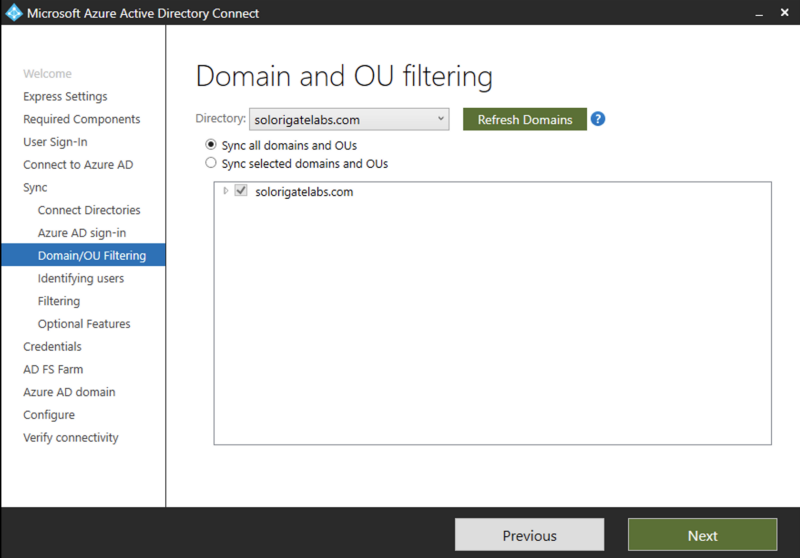 Microsoft Azure Active Directory Connect
Welcome
Express Settings
Required Components
User Sign-In
Connect to Azure AD
Sync
Connect Directories
Azure AD sign-in
Domain/OU Filtering
Identifying users
Filtering
Optional Features
Credentials
AD FS Farm
Azure AD domain
Configure
Verify connectivity
Domain and OU filtering
Directory: solorigatelabs.com Refresh Domains ?
Sync all domains and OUs
Sync selected domains and OUs
solorigatelabs.com
Previous Next